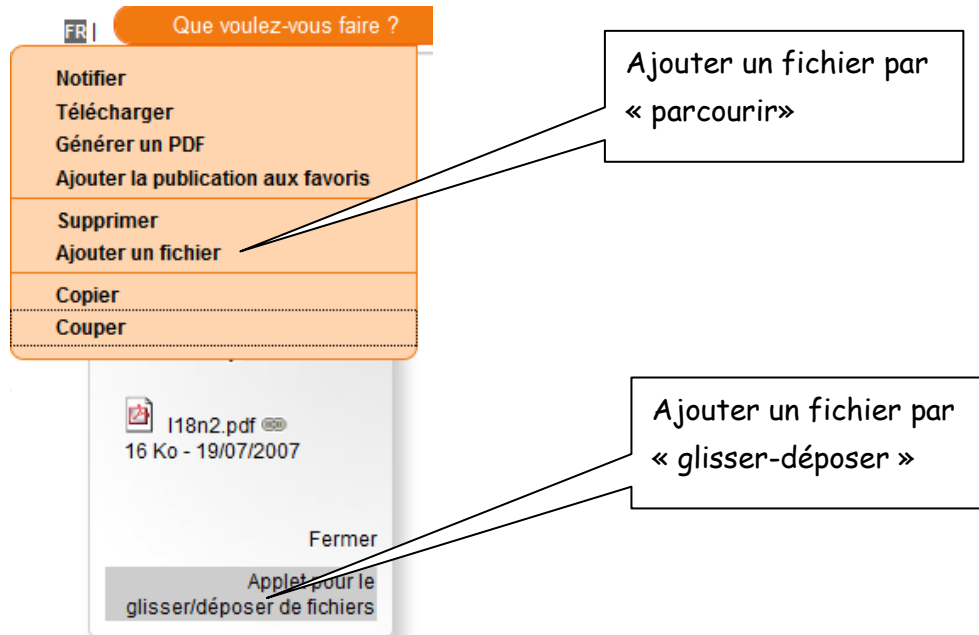 FR |
Que voulez-vous faire ?
Notifier
Télécharger
Générer un PDF
Ajouter la publication aux favoris
Supprimer
Ajouter un fichier
Copier
Couper
Ajouter un fichier par
« parcourir»
I18n2.pdf
16 Ko - 19/07/2007
Fermer
Applet pour le
glisser/déposer de fichiers
Ajouter un fichier par
« glisser-déposer »